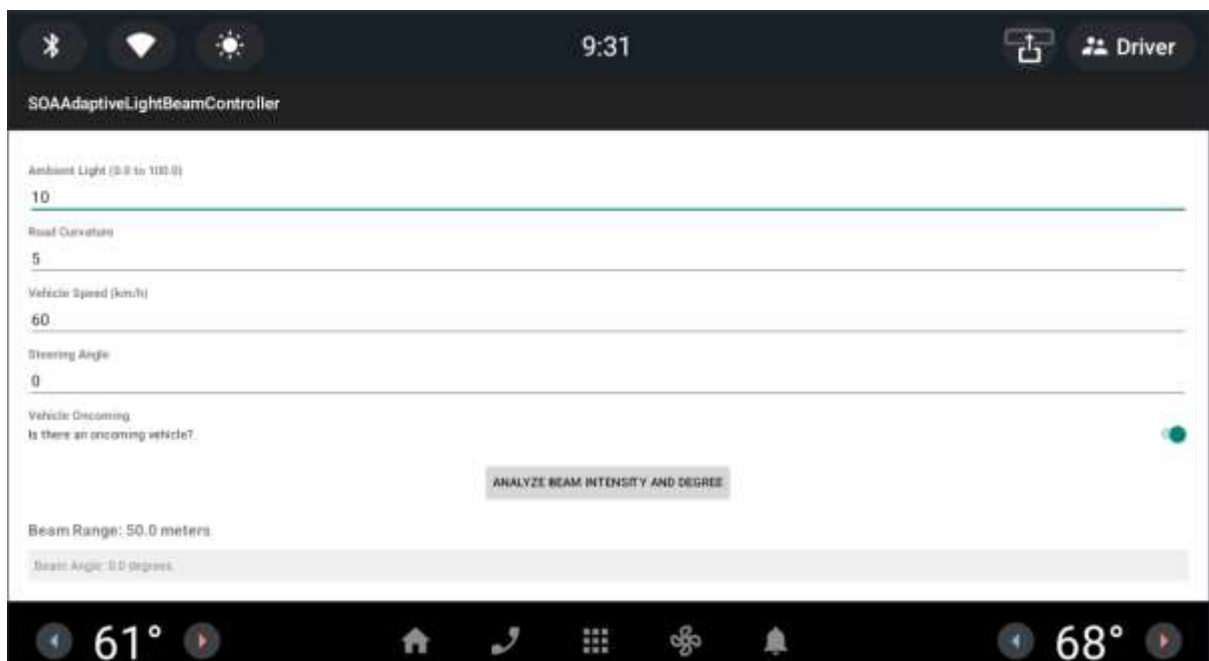 9:31
Driver
SOAAdaptiveLightBeamController
Ambient Light (0.0 to 100.0)
10
Road Curvature
5
Vehicle Speed (km/h)
60
Steering Angle
0
Vehicle Oncoming
Is there an oncoming vehicle?
ANALYZE BEAM INTENSITY AND DEGREE
Beam Range: 50.0 meters
Beam Angle: 0.0 degrees
61°
68°